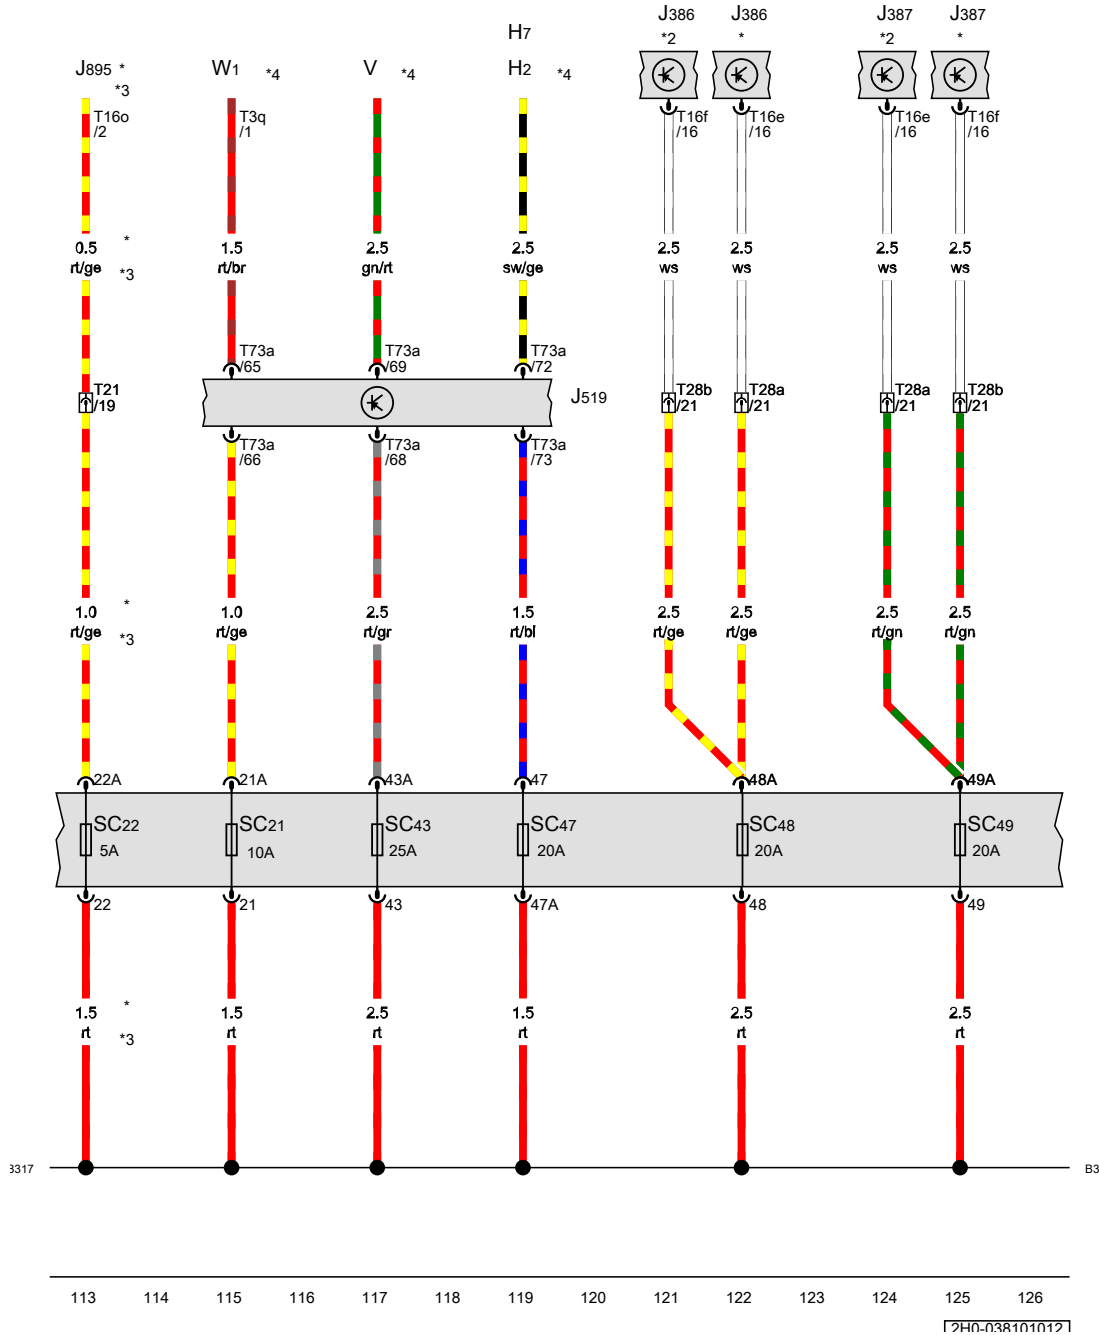 J386 J386 J387 J387
H7
*2 * *2 *
J895 * W1 *4 V *4 H2 *4
*3
T16o T3q T16f T16e T16e T16f
/2 /1 /16 /16 /16 /16
0.5 * 1.5 2.5 2.5 2.5 2.5 2.5 2.5
rt/ge *3 rt/br gn/rt sw/ge ws ws ws ws
T73a T73a T73a
/65 /69 /72
T21 J519 T28b T28a T28a T28b
/19 /21 /21 /21 /21
T73a T73a T73a
/66 /68 /73
1.0 * 1.0 2.5 1.5 2.5 2.5 2.5 2.5
rt/ge *3 rt/ge rt/gr rt/bl rt/ge rt/ge rt/gn rt/gn
22A 21A 43A 47 48A 49A
SC22 SC21 SC43 SC47 SC48 SC49
5A 10A 25A 20A 20A 20A
22 21 43 47A 48 49
1.5 * 1.5 2.5 1.5 2.5 2.5
rt *3 rt rt rt rt rt
317 B3
113 114 115 116 117 118 119 120 121 122 123 124 125 126
2H0-038101012